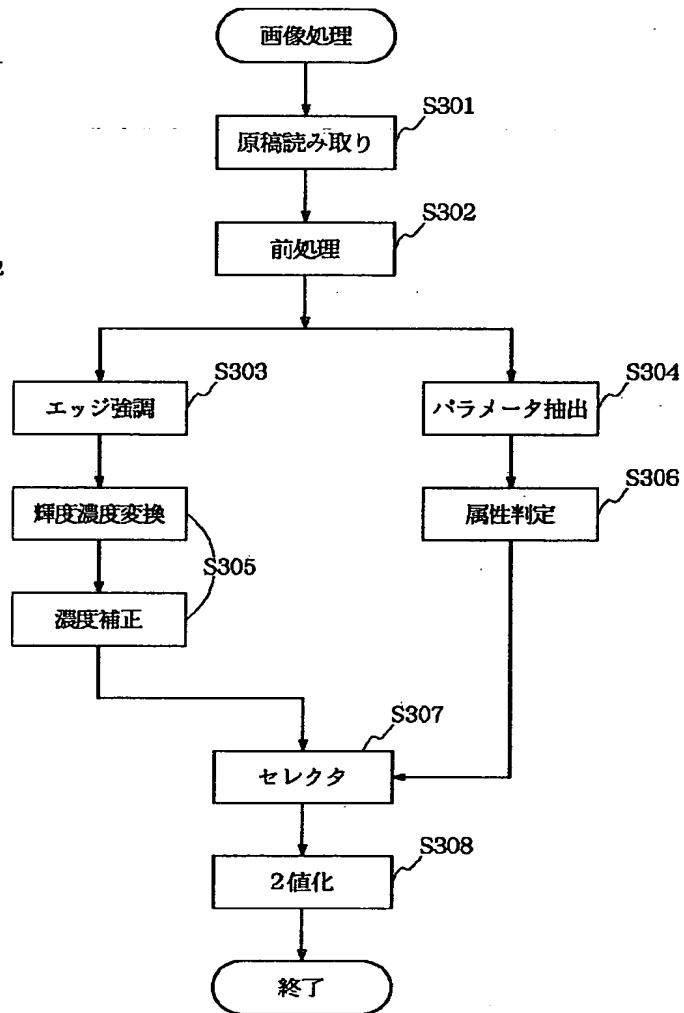 画像処理
S301
原稿読み取り
S302
前処理
S303
エッジ強調
S304
パラメータ抽出
輝度濃度変換
S306
属性判定
S305
濃度補正
S307
セレクタ
S308
2値化
終了